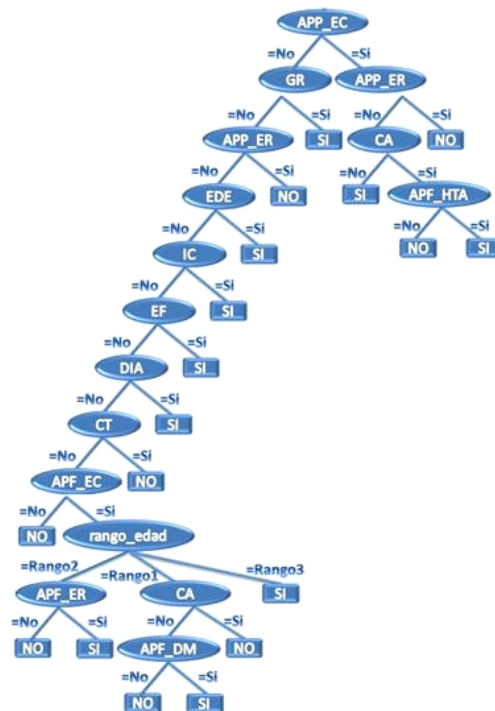 APP_EC
=No =Si
GR APP_ER
=No =Si =No =Si
APP_ER SI CA NO
=No =Si =No =Si
EDE NO SI APF_HTA
=No =Si =No =Si
IC SI NO SI
=No =Si
EF SI
=No =Si
DIA SI
=No =Si
CT SI
=No =Si
APF_EC NO
=No =Si
NO rango_edad
=Rango2 =Rango1 =Rango3
APF_ER CA SI
=No =Si =No =Si
NO SI APF_DM NO
=No =Si
NO SI